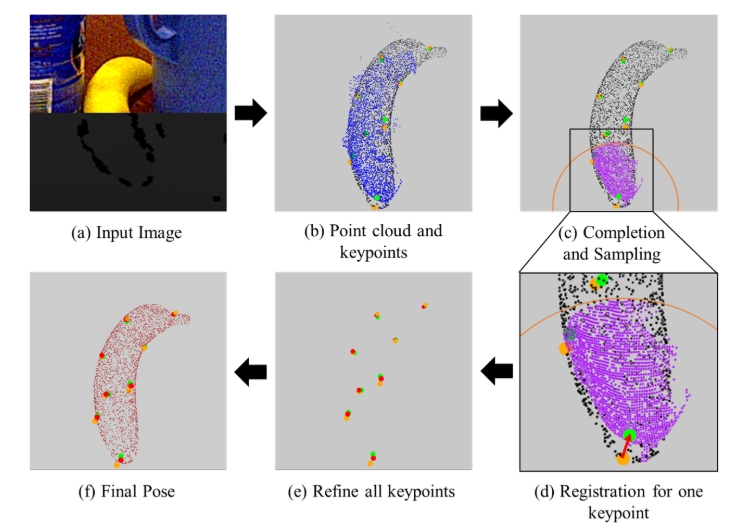 (a) Input Image
(b) Point cloud and
keypoints
(c) Completion
and Sampling
(f) Final Pose
(e) Refine all keypoints
(d) Registration for one
keypoint